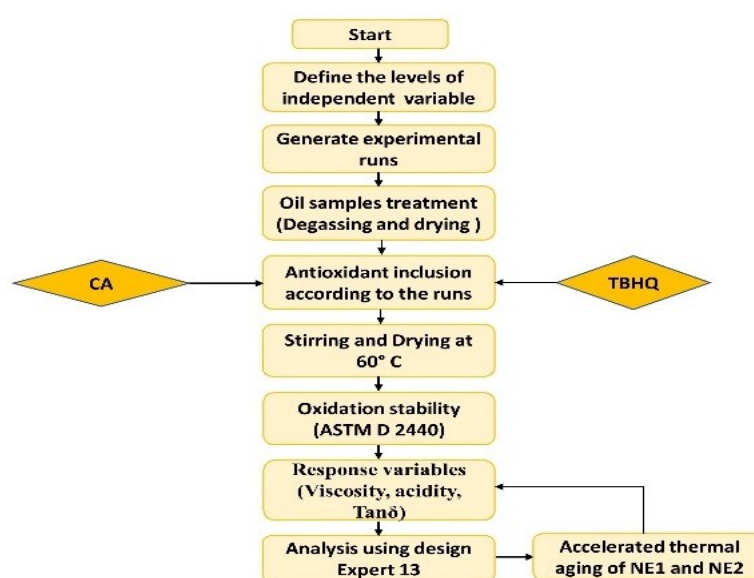 Start
Define the levels of
independent variable
Generate experimental
runs
Oil samples treatment
(Degassing and drying )
CA
Antioxidant inclusion
according to the runs
TBHQ
Stirring and Drying at
60° C
Oxidation stability
(ASTM D 2440)
Response variables
(Viscosity, acidity,
Tanδ)
Analysis using design
Expert 13
Accelerated thermal
aging of NE1 and NE2